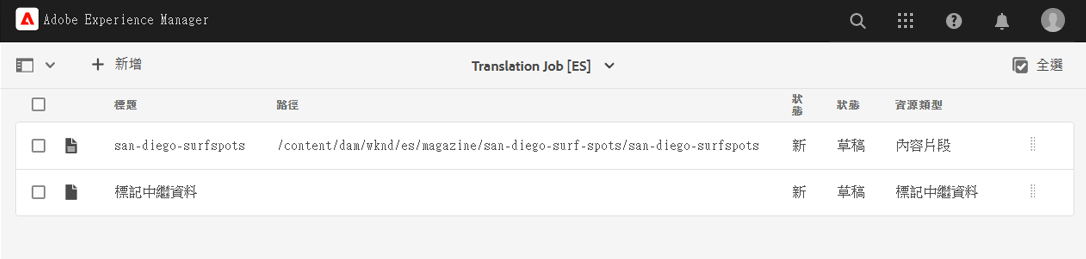 Adobe Experience Manager
新增
Translation Job [ES]
全選
標題 路徑 狀態 狀態 資源類型
san-diego-surfspots /content/dam/wknd/es/magazine/san-diego-surf-spots/san-diego-surfspots 新 草稿 內容片段
標記中繼資料 新 草稿 標記中繼資料